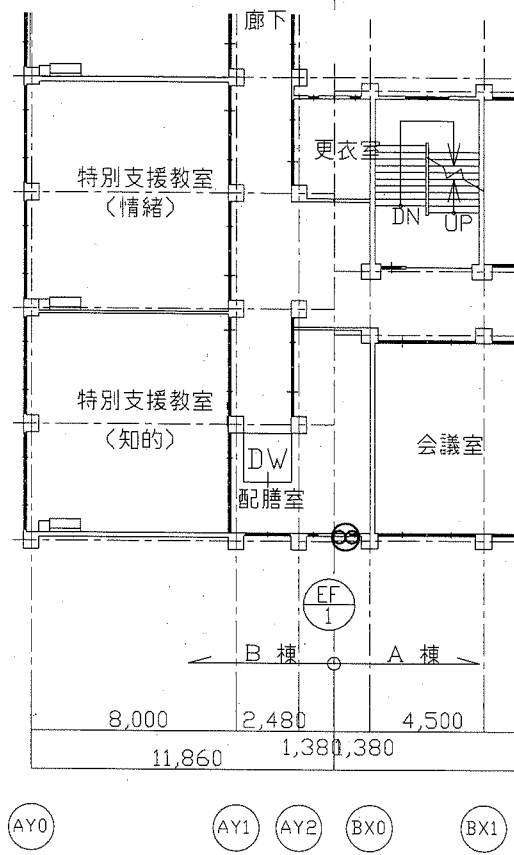 廊下
更衣室
特別支援教室
(情緒)
DN
UP
特別支援教室
(知的)
DW
配膳室
会議室
EF
1
B 棟
A 棟
8,000
2,480
4,500
1,380
1,380
11,860
AY0
AY1
AY2
BX0
BX1